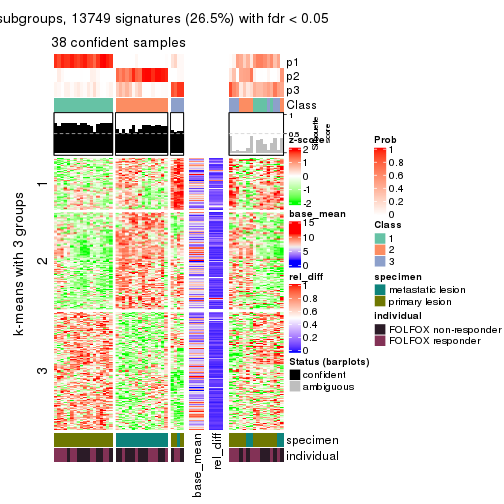 subgroups, 13749 signatures (26.5%) with fdr < 0.05
38 confident samples
p1
p2
p3
Class
1
0.5
0
Silhouette
score
k-means with 3 groups
1
2
3
z-score
2
1
0
-1
-2
base_mean
15
10
5
0
rel_diff
1
0.8
0.6
0.4
0.2
0
Status (barplots)
confident
ambiguous
Prob
1
0.8
0.6
0.4
0.2
0
Class
1
2
3
specimen
metastatic lesion
primary lesion
individual
FOLFOX non-responder
FOLFOX responder
specimen
individual
base_mean
rel_diff